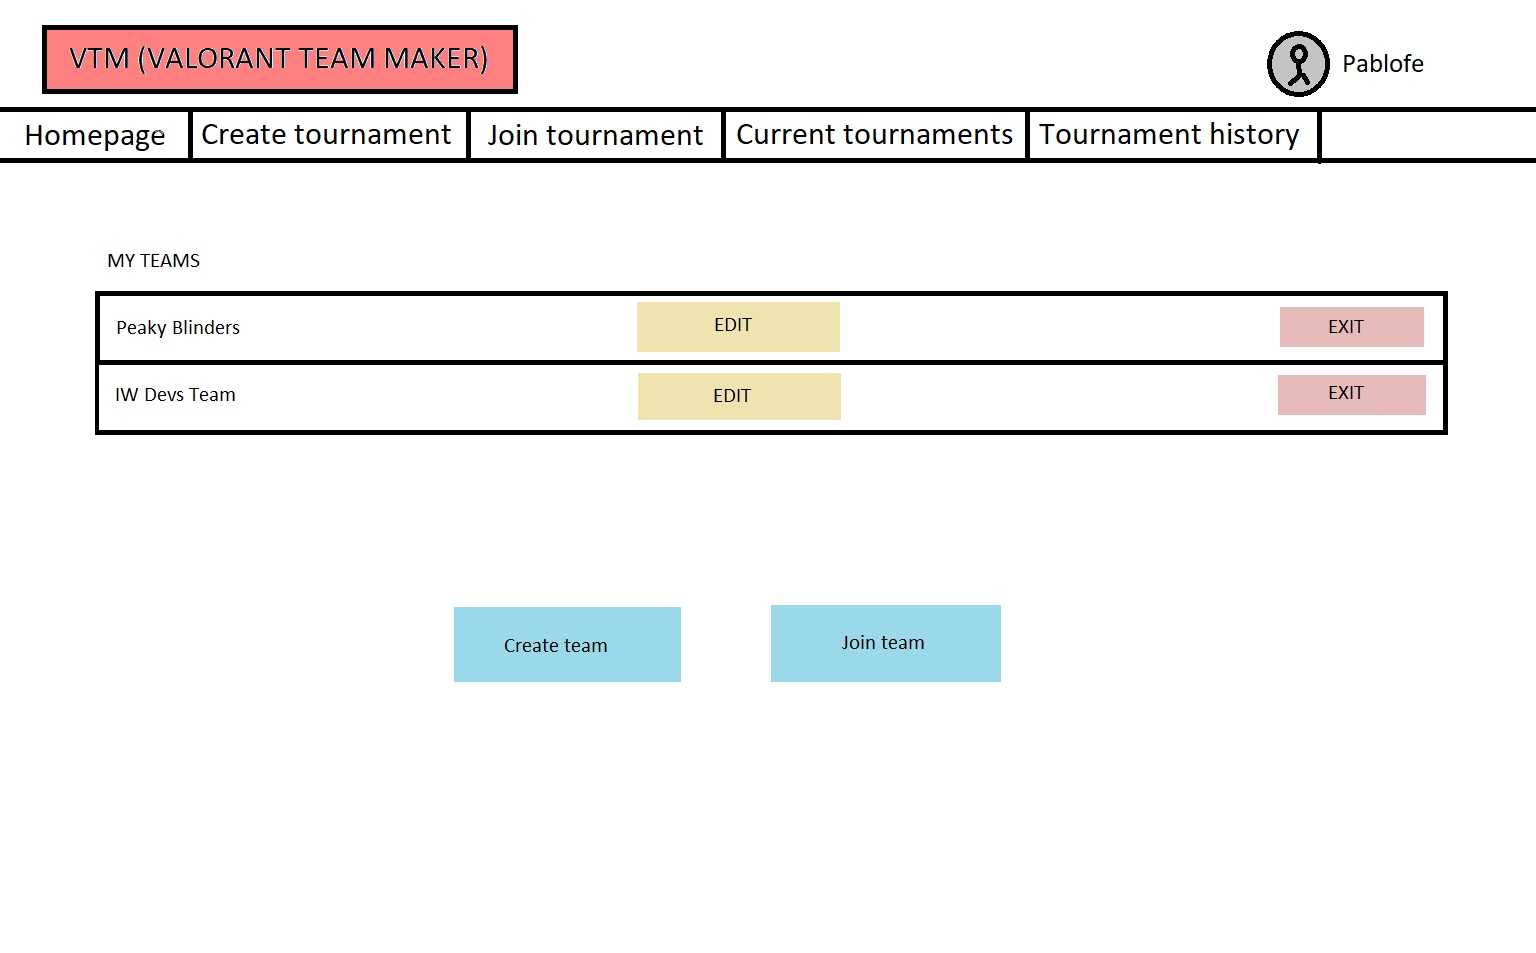 VTM (VALORANT TEAM MAKER)
Pablofe
Homepage Create tournament Join tournament Current tournaments Tournament history
MY TEAMS
Peaky Blinders EDIT EXIT
IW Devs Team EDIT EXIT
Create team Join team